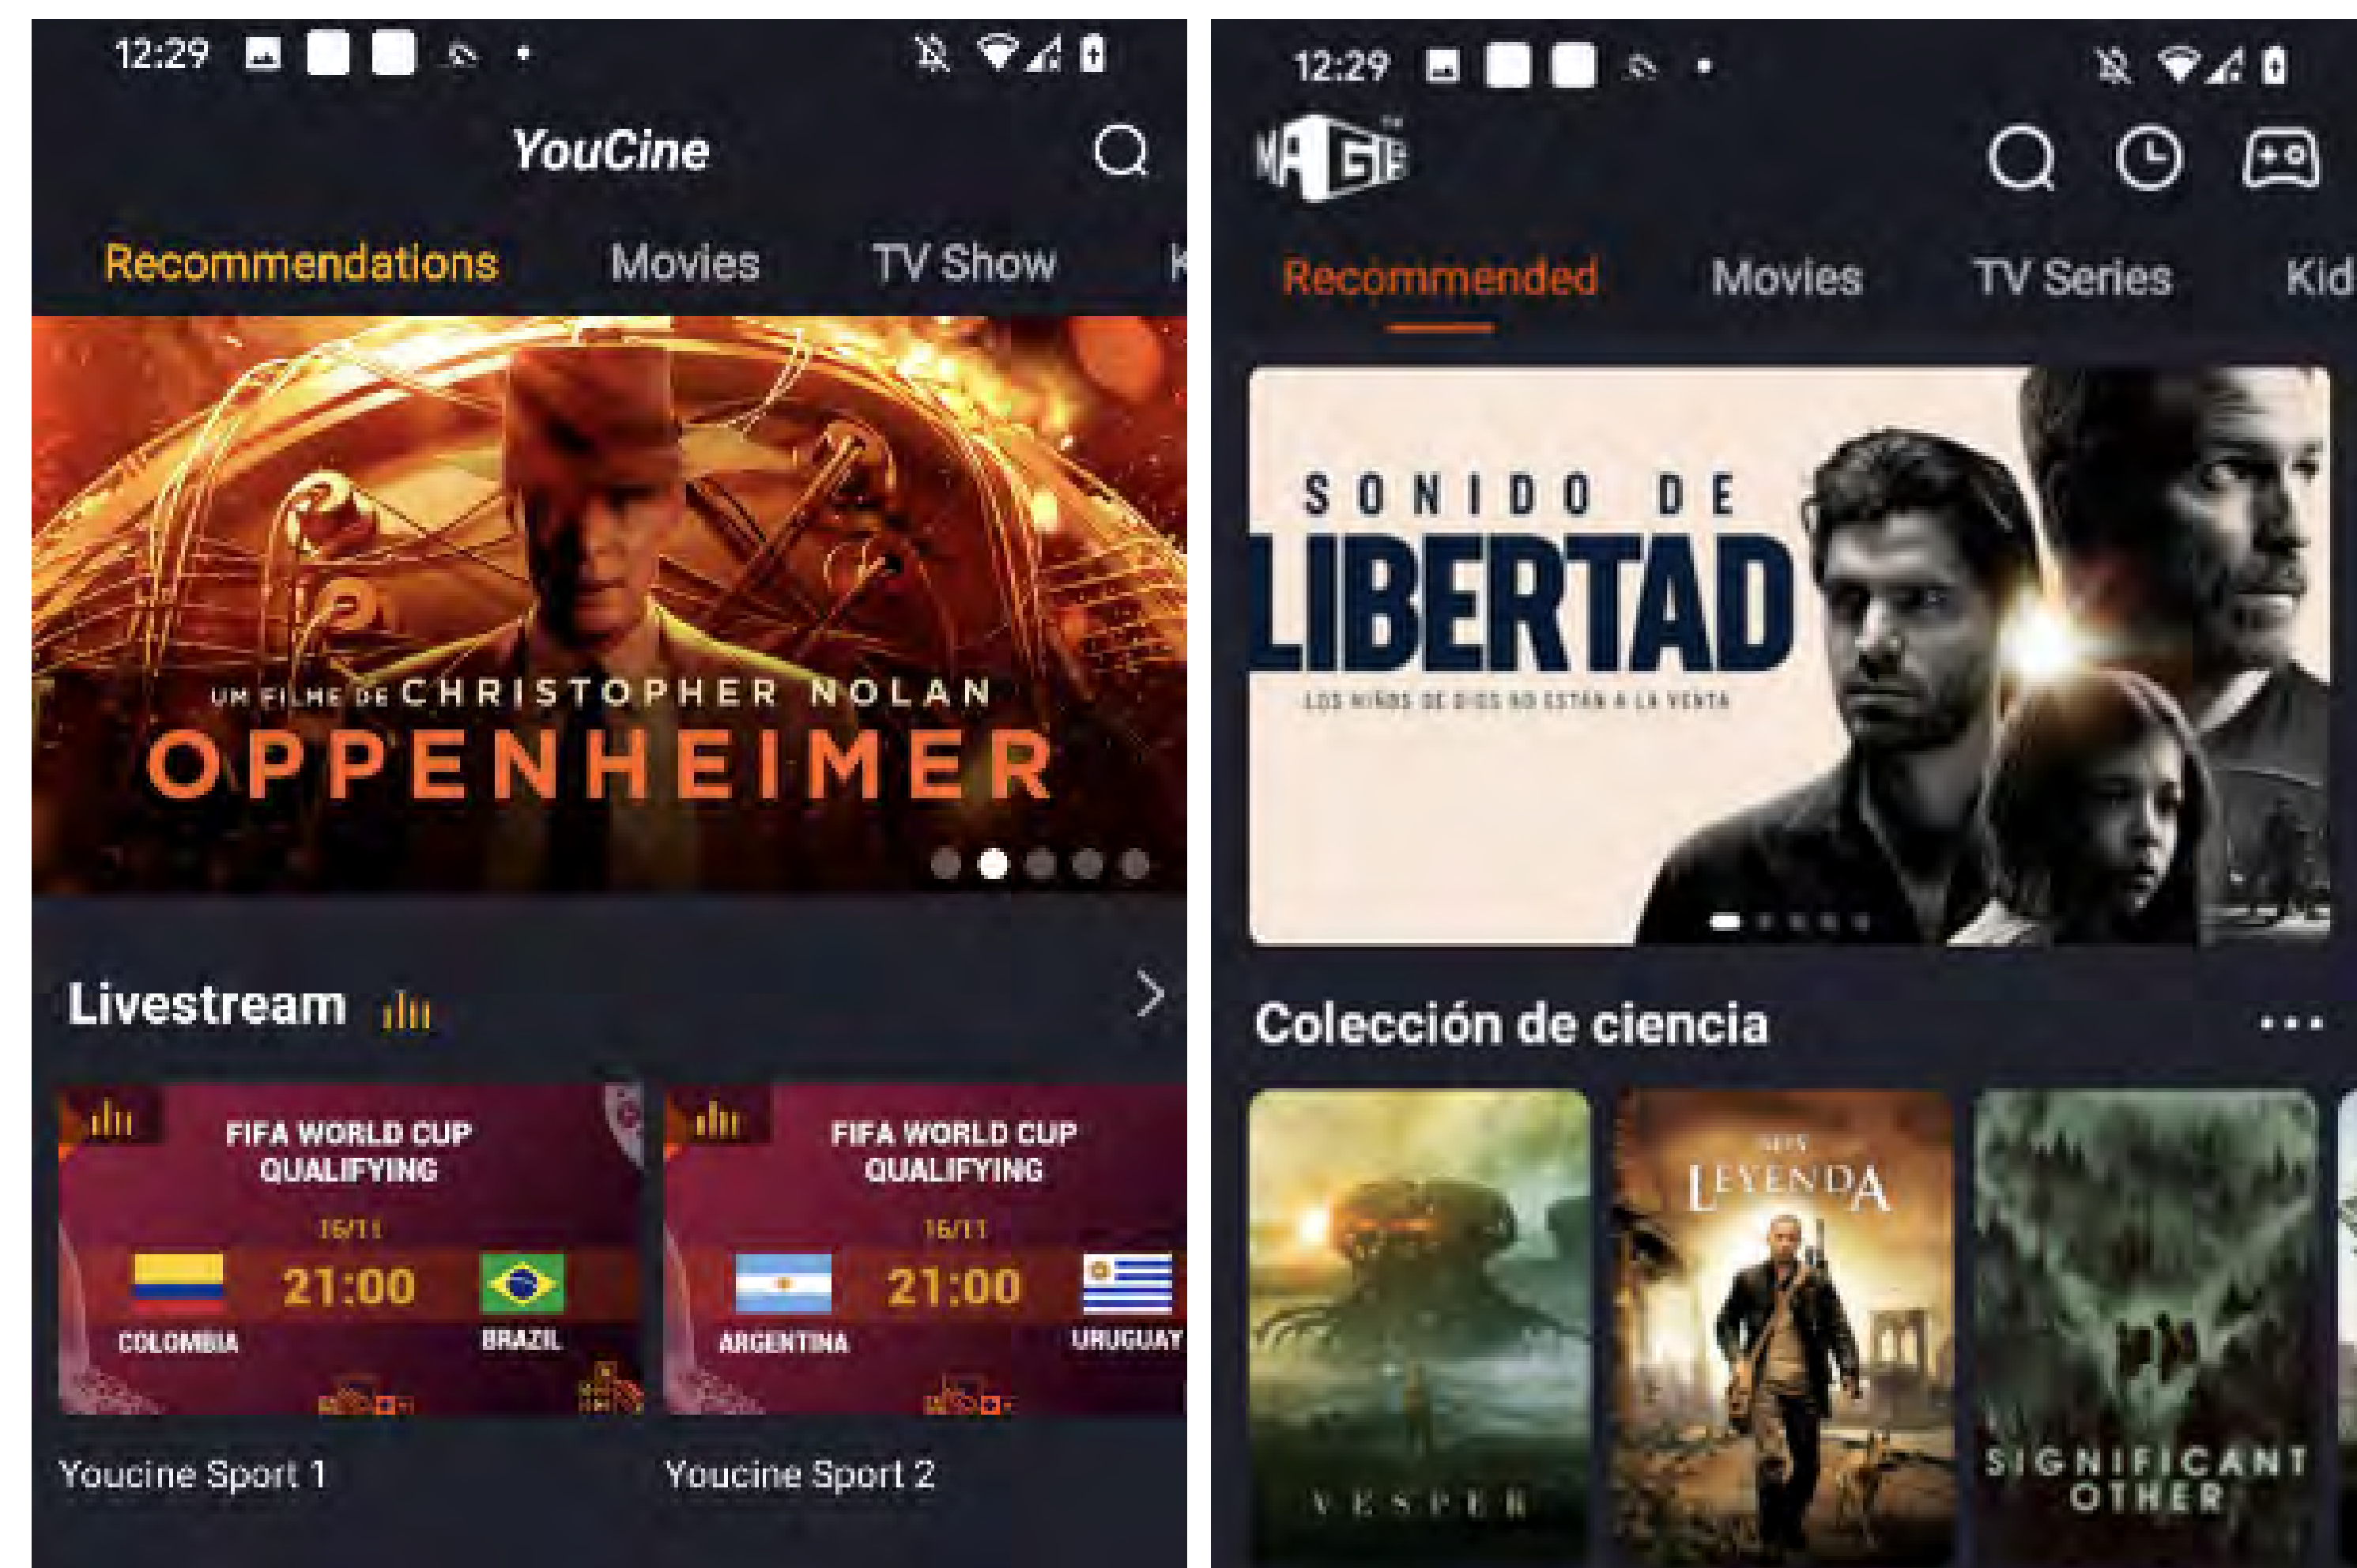 12:29
YouCine
Recommendations Movies TV Show K
UM FILME DE CHRISTOPHER NOLAN
OPPENHEIMER
Livestream
FIFA WORLD CUP
QUALIFYING
16/11
21:00
COLOMBIA BRAZIL
FIFA WORLD CUP
QUALIFYING
16/11
21:00
ARGENTINA URUGUAY
Youcine Sport 1 Youcine Sport 2
12:29
MAGIS
Recommended Movies TV Series Kid
SONIDO DE
LIBERTAD
LOS NIÑOS DE DIOS NO ESTÁN A LA VENTA
Colección de ciencia
VESPER
SOY
LEYENDA
SIGNIFICANT
OTHER